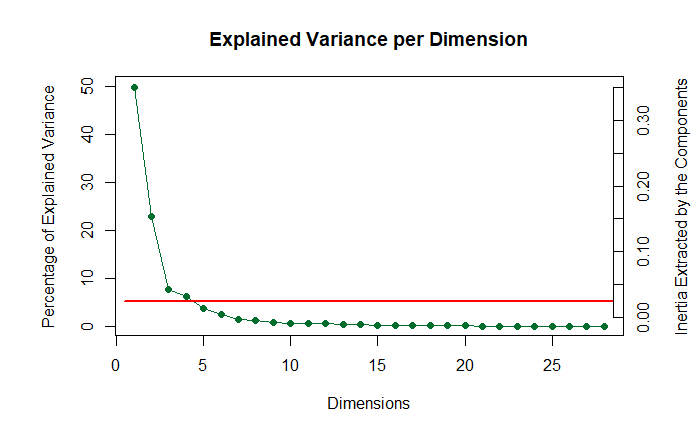 Explained Variance per Dimension
Percentage of Explained Variance
50
40
30
20
10
0
0.30
0.20
0.10
0.00
Inertia Extracted by the Components
0 5 10 15 20 25
Dimensions